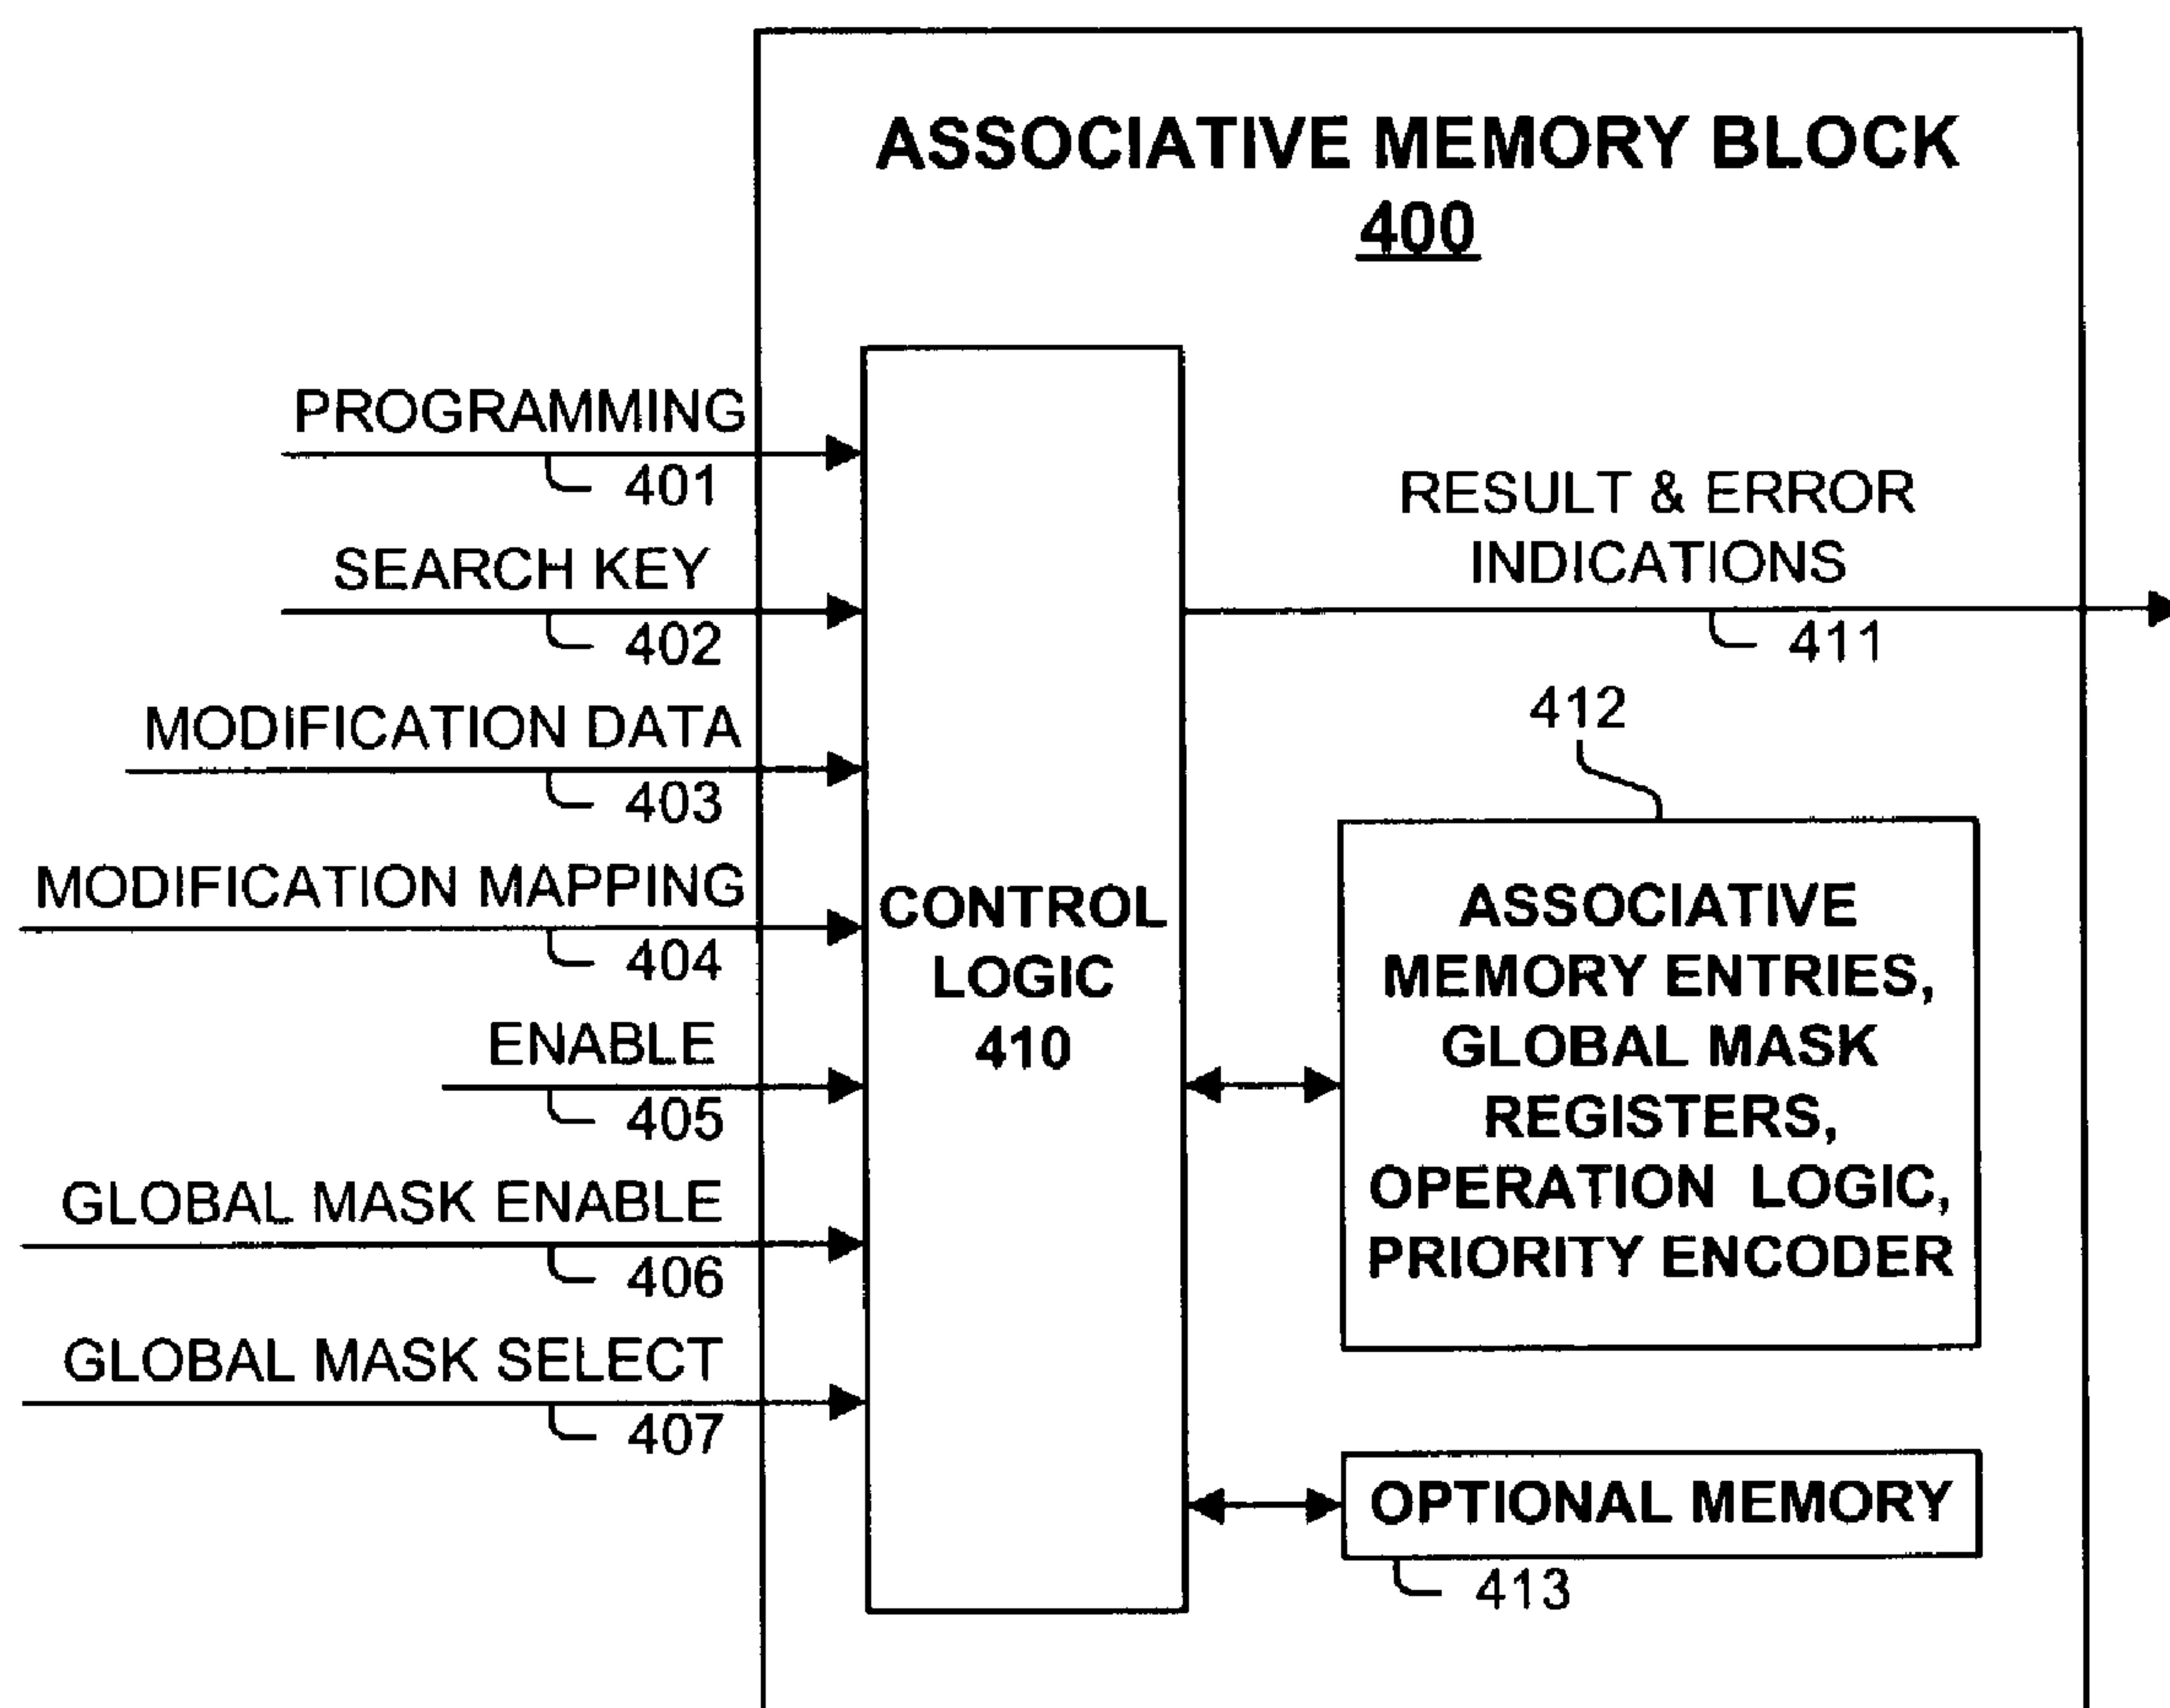 ASSOCIATIVE MEMORY BLOCK
400
PROGRAMMING
401
SEARCH KEY
402
MODIFICATION DATA
403
MODIFICATION MAPPING
404
ENABLE
405
GLOBAL MASK ENABLE
406
GLOBAL MASK SELECT
407
CONTROL
LOGIC
410
RESULT & ERROR
INDICATIONS
411
412
ASSOCIATIVE
MEMORY ENTRIES,
GLOBAL MASK
REGISTERS,
OPERATION LOGIC,
PRIORITY ENCODER
OPTIONAL MEMORY
413